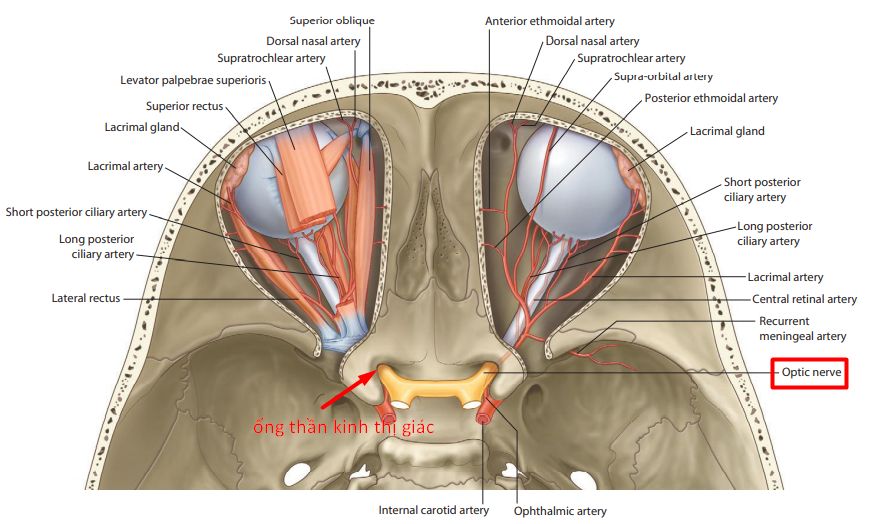 Superior oblique
Dorsal nasal artery
Supratrochlear artery
Levator palpebrae superioris
Superior rectus
Lacrimal gland
Lacrimal artery
Short posterior ciliary artery
Long posterior
ciliary artery
Lateral rectus
Anterior ethmoidal artery
Dorsal nasal artery
Supratrochlear artery
Supra-orbital artery
Posterior ethmoidal artery
Lacrimal gland
Short posterior
ciliary artery
Long posterior
ciliary artery
Lacrimal artery
Central retinal artery
Recurrent
meningeal artery
Optic nerve
ống thần kinh thị giác
Internal carotid artery
Ophthalmic artery